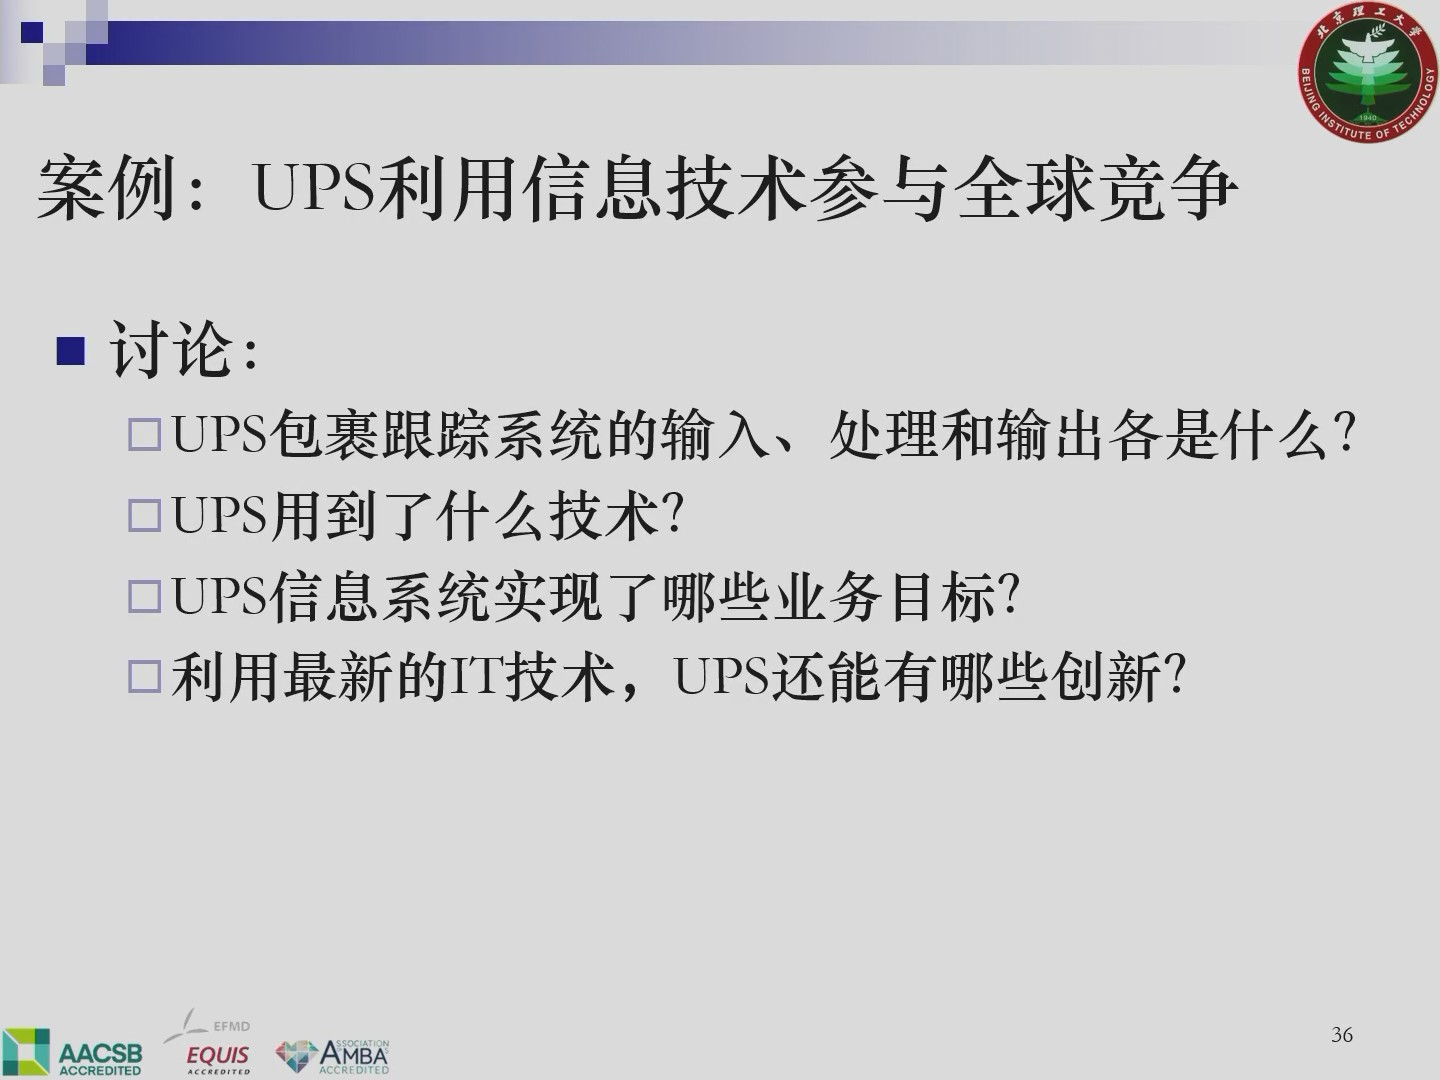 北京理工大学
BEIJING INSTITUTE OF TECHNOLOGY
1940
案例：UPS利用信息技术参与全球竞争
讨论：
UPS包裹跟踪系统的输入、处理和输出各是什么？
UPS用到了什么技术？
UPS信息系统实现了哪些业务目标？
利用最新的IT技术，UPS还能有哪些创新？
AACSB
ACCREDITED
EFMD
EQUIS
ACCREDITED
ASSOCIATION
AMBA
ACCREDITED
36